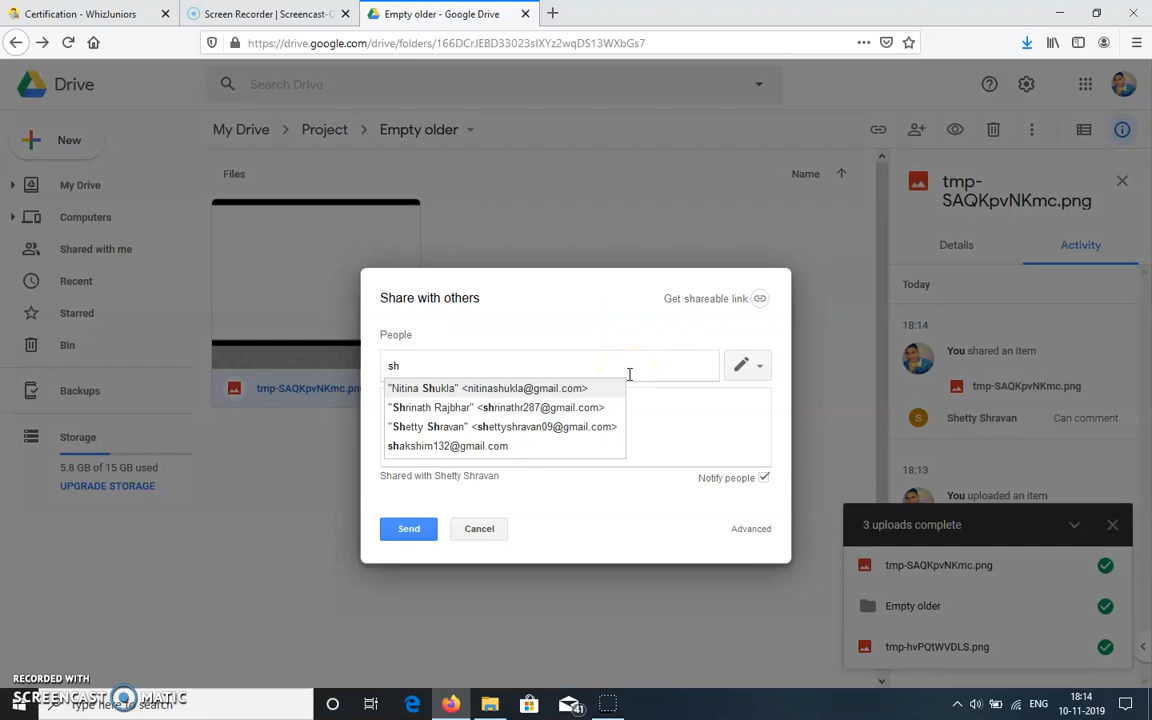 Certification - WhizJuniors
Screen Recorder | Screencast-O
Empty older - Google Drive
https://drive.google.com/drive/folders/166DCrJEBD33023sIXYz2wqDS13WXbGs7
Drive
Search Drive
New
My Drive
Project
Empty older
My Drive
Computers
Shared with me
Recent
Starred
Bin
Backups
Storage
5.8 GB of 15 GB used
UPGRADE STORAGE
Files
Name
tmp-SAQKpvNKmc.png
Share with others
Get shareable link
People
sh
"Nitina Shukla" <nitinashukla@gmail.com>
"Shrinath Rajbhar" <shrinathr287@gmail.com>
"Shetty Shravan" <shettyshravan09@gmail.com>
shakshim132@gmail.com
Shared with Shetty Shravan
Notify people
Send
Cancel
Advanced
tmp-
SAQKpvNKmc.png
Details
Activity
Today
18:14
You shared an item
tmp-SAQKpvNKmc.png
Shetty Shravan
Can comment
18:13
You uploaded an item
3 uploads complete
tmp-SAQKpvNKmc.png
Empty older
tmp-hvPQtWVDLS.png
RECORDED WITH
SCREENCAST MATIC
Type here to search
41
ENG
18:14
10-11-2019